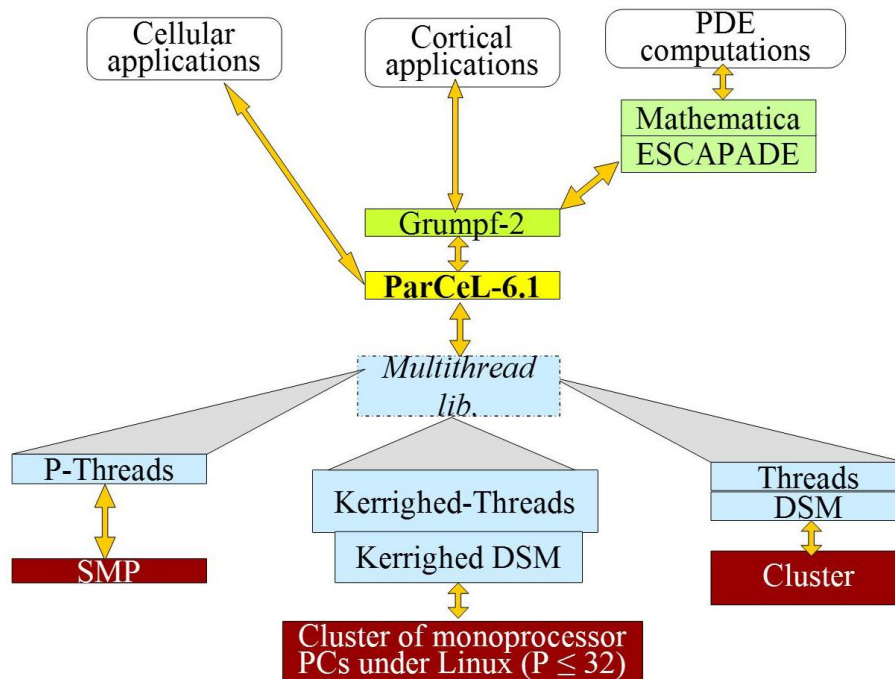 Cellular
applications
Cortical
applications
PDE
computations
Mathematica
ESCAPADE
Grumpf-2
ParCeL-6.1
Multithread
lib.
P-Threads
SMP
Kerrighed-Threads
Kerrighed DSM
Cluster of monoprocessor
PCs under Linux (P ≤ 32)
Threads
DSM
Cluster